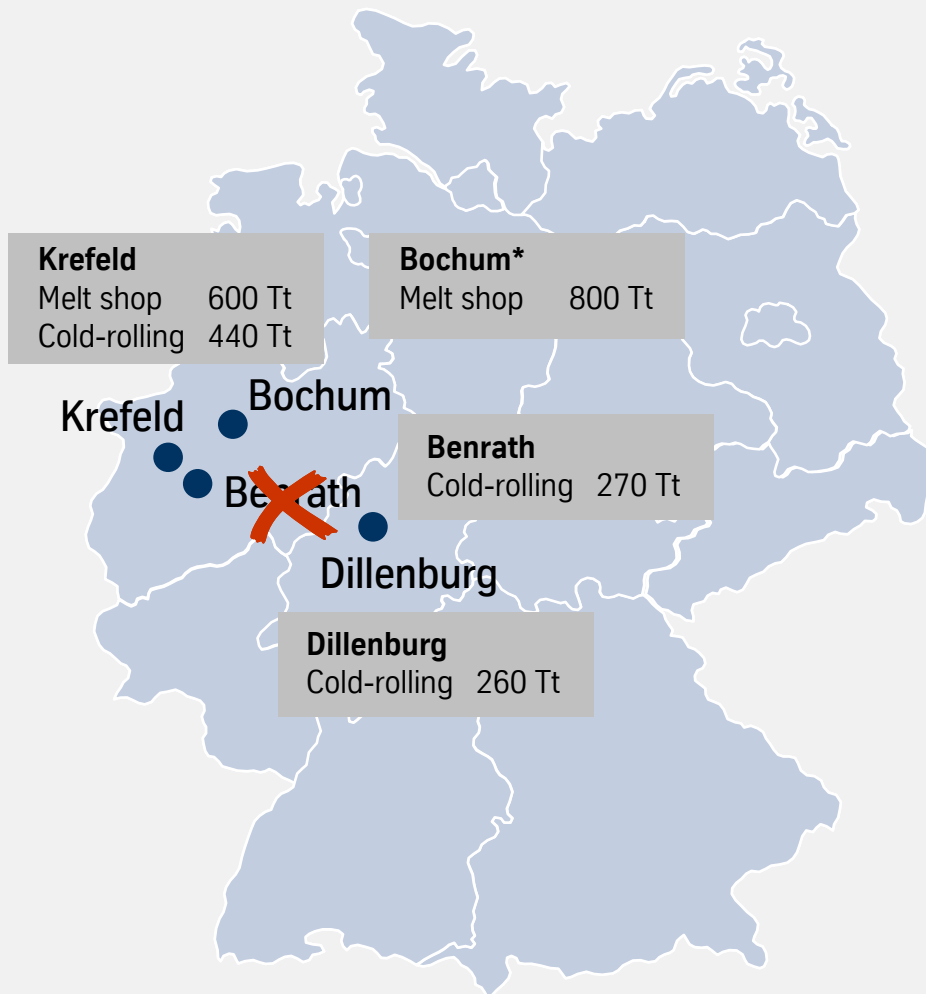 Krefeld
Melt shop 600 Tt
Cold-rolling 440 Tt
Bochum*
Melt shop 800 Tt
Bochum
Krefeld
Benrath
Benrath
Cold-rolling 270 Tt
Dillenburg
Dillenburg
Cold-rolling 260 Tt